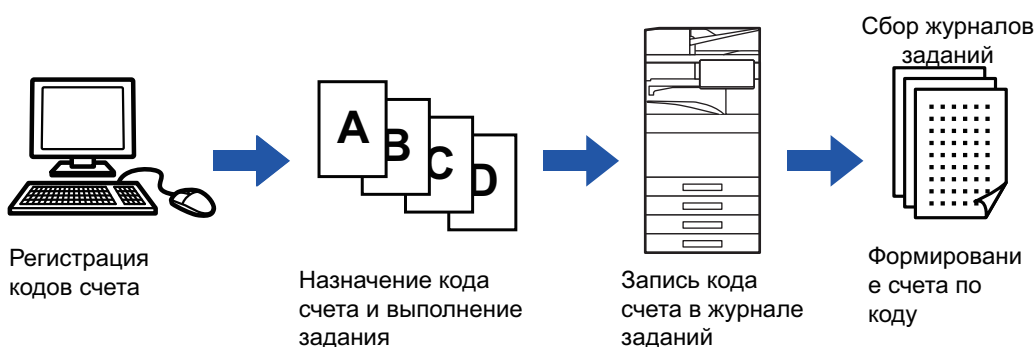 Сбор журналов
заданий
A
B
C
D
Регистрация
кодов счета
Назначение кода
счета и выполнение
задания
Запись кода
счета в журнале
заданий
Формировани
е счета по
коду